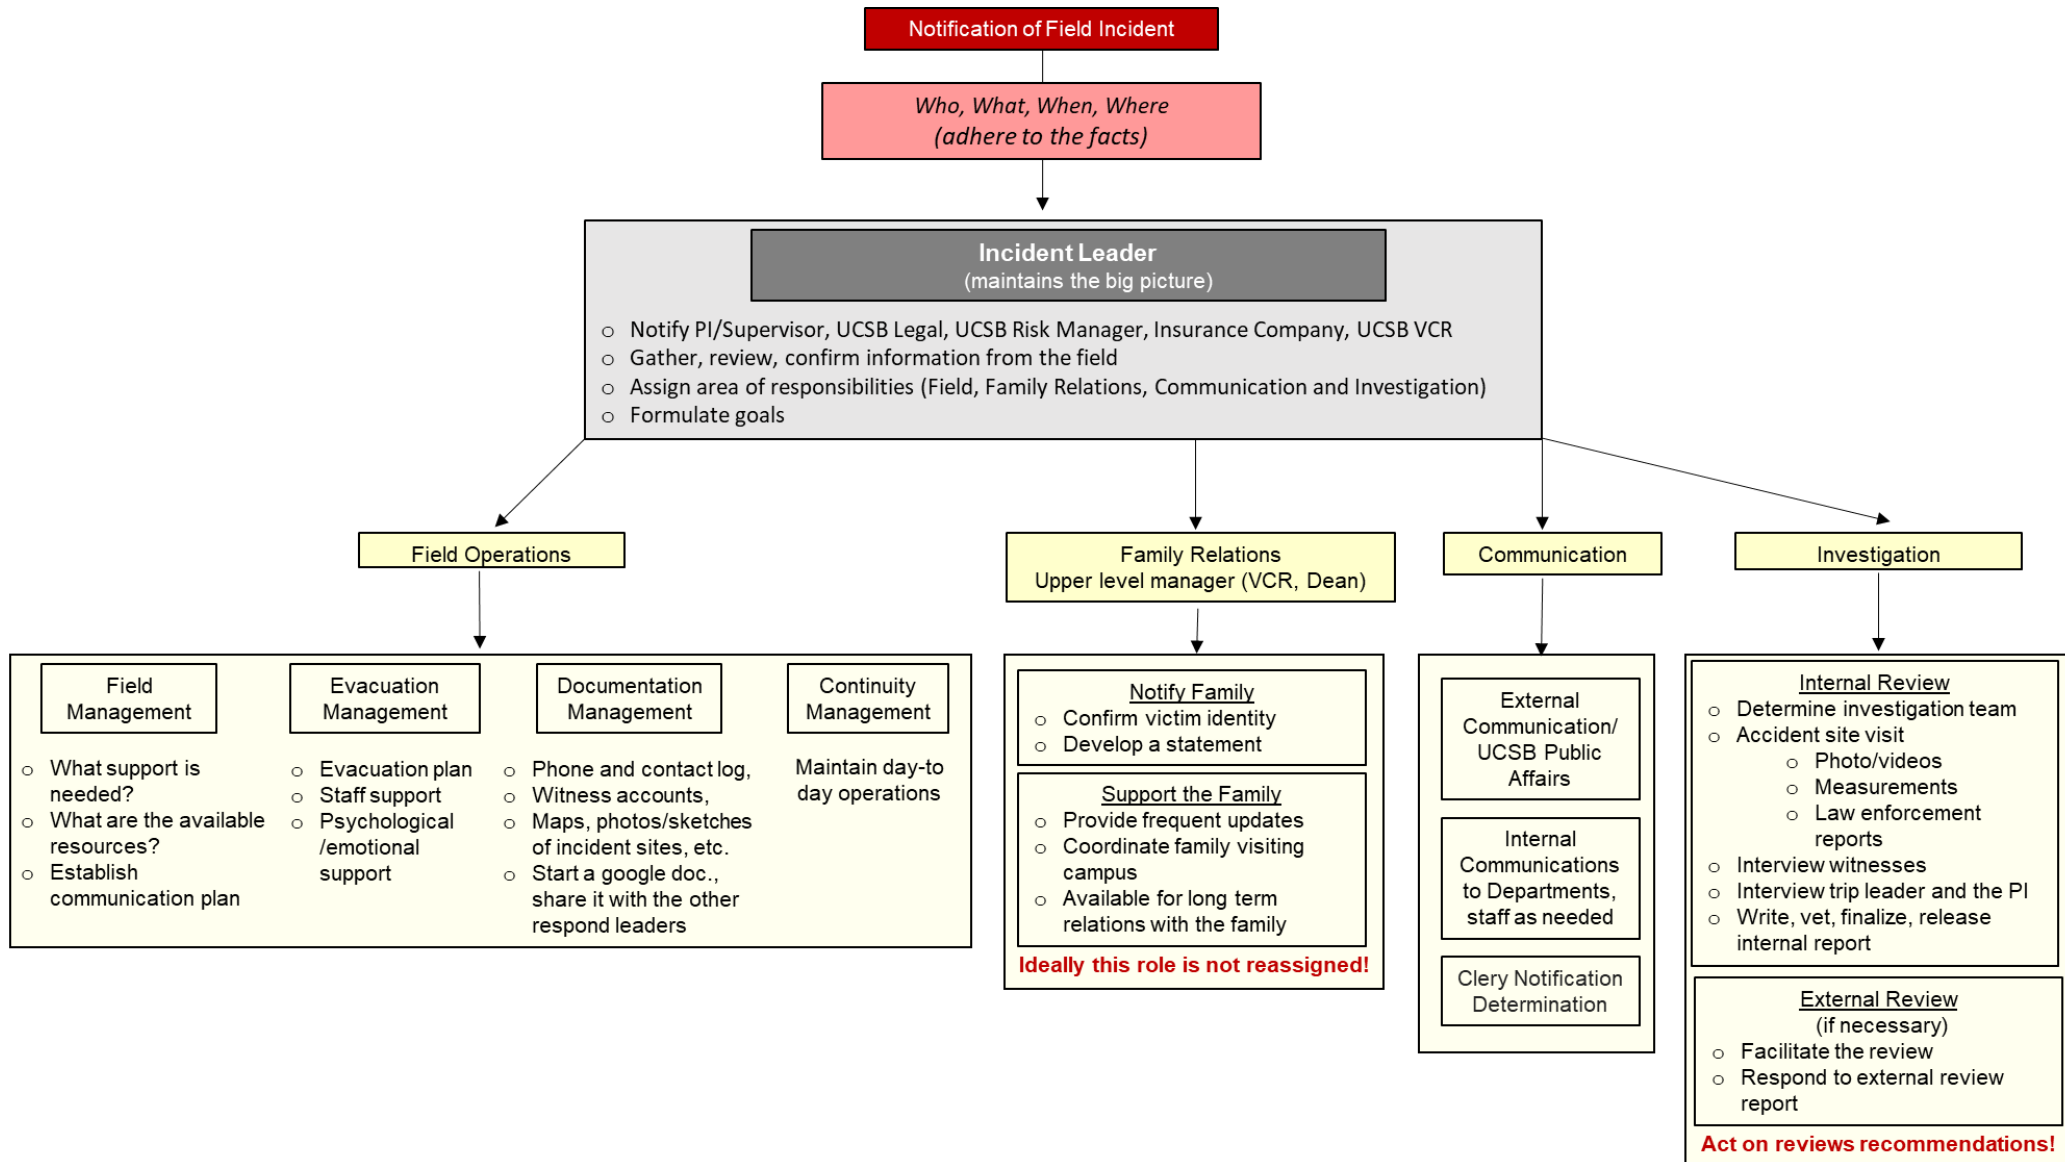 Notification of Field Incident
Who, What, When, Where
(adhere to the facts)
Incident Leader
(maintains the big picture)
o Notify PI/Supervisor, UCSB Legal, UCSB Risk Manager, Insurance Company, UCSB VCR
o Gather, review, confirm information from the field
o Assign area of responsibilities (Field, Family Relations, Communication and Investigation)
o Formulate goals
Field Operations
Family Relations
Upper level manager (VCR, Dean)
Communication
Investigation
Field
Management
o What support is
needed?
o What are the available
resources?
o Establish
communication plan
Evacuation
Management
o Evacuation plan
o Staff support
o Psychological
/emotional
support
Documentation
Management
o Phone and contact log,
o Witness accounts,
o Maps, photos/sketches
of incident sites, etc.
o Start a google doc.,
share it with the other
respond leaders
Continuity
Management
Maintain day-to
day operations
Notify Family
o Confirm victim identity
o Develop a statement
Support the Family
o Provide frequent updates
o Coordinate family visiting
campus
o Available for long term
relations with the family
Ideally this role is not reassigned!
External
Communication/
UCSB Public
Affairs
Internal
Communications
to Departments,
staff as needed
Clery Notification
Determination
Internal Review
o Determine investigation team
o Accident site visit
o Photo/videos
o Measurements
o Law enforcement
reports
o Interview witnesses
o Interview trip leader and the PI
o Write, vet, finalize, release
internal report
External Review
(if necessary)
o Facilitate the review
o Respond to external review
report
Act on reviews recommendations!